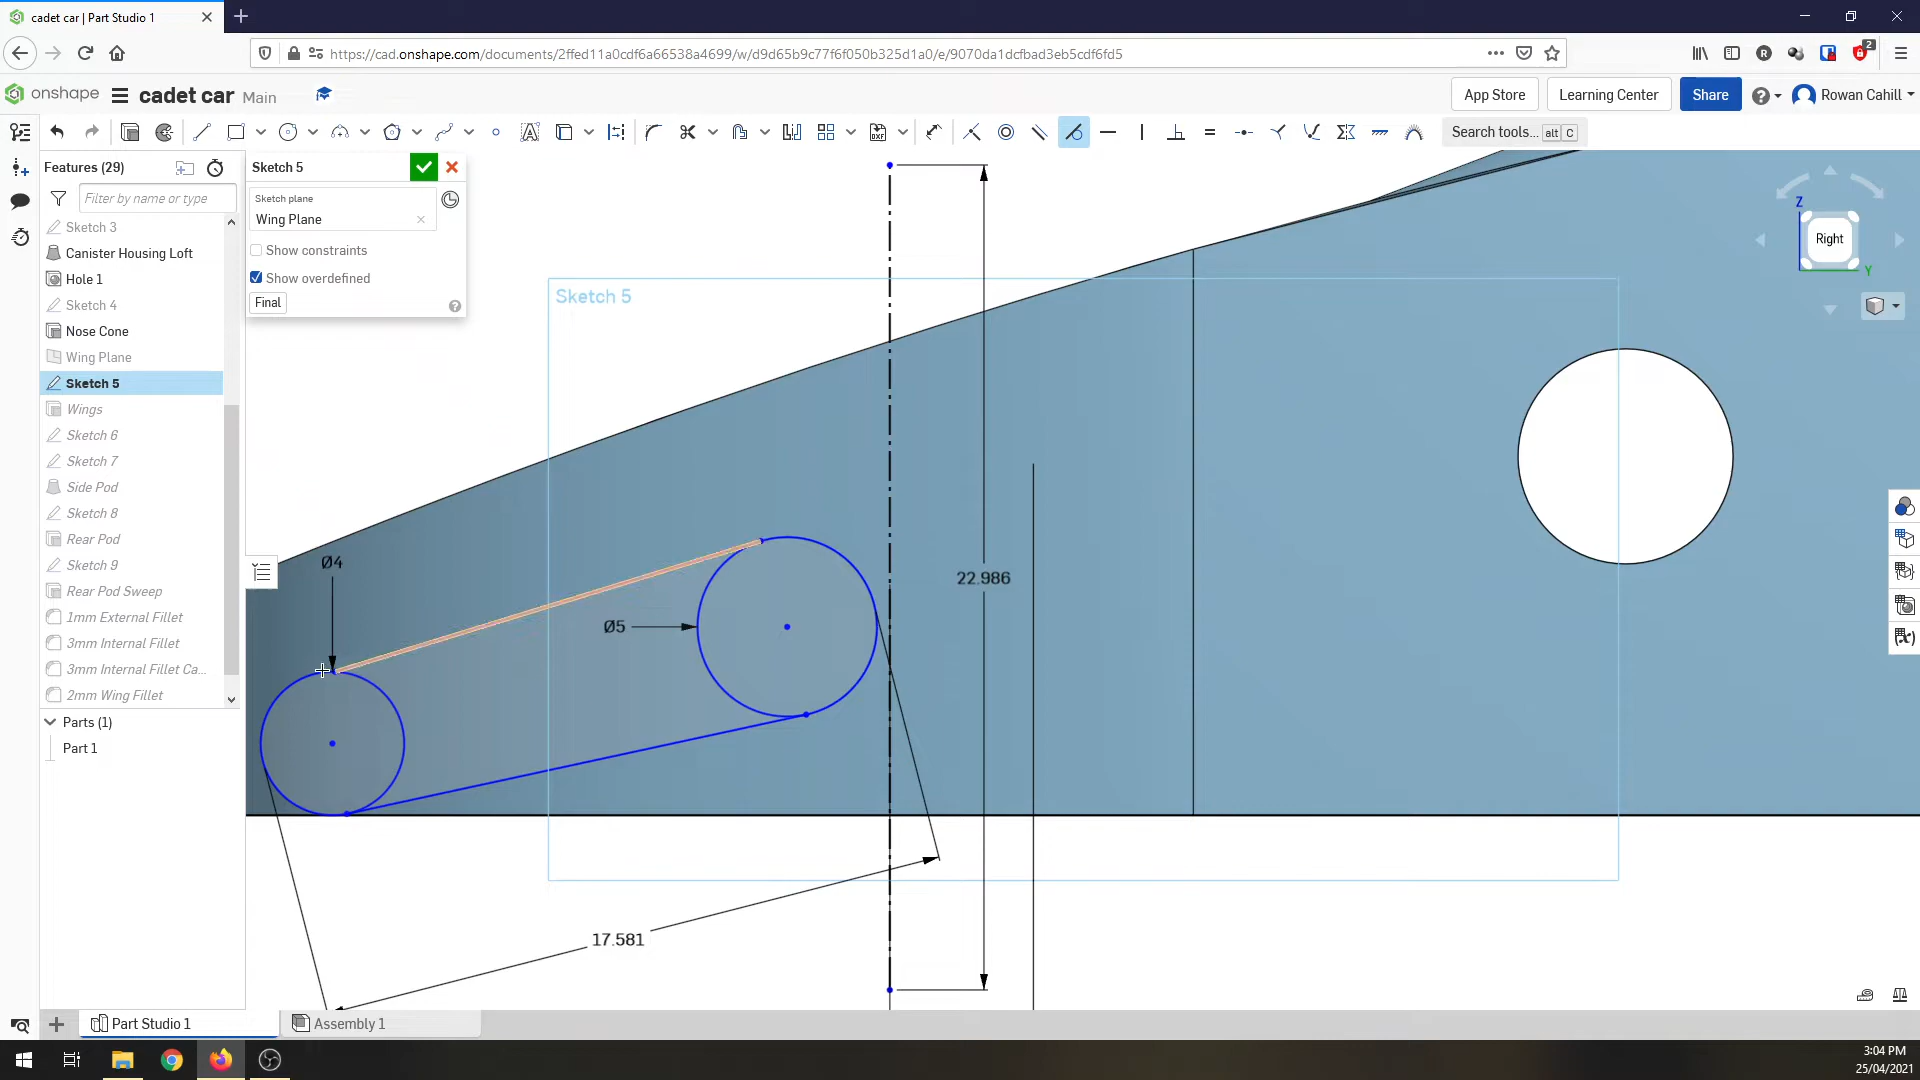 cadet car | Part Studio 1
https://cad.onshape.com/documents/2ffed11a0cdf6a66538a4699/w/d9d65b9c77f6f050b325d1a0/e/9070da1dcfbad3eb5cdf6fd5
2
onshape
cadet car Main
App Store
Learning Center
Share
Rowan Cahill
Search tools... alt C
Features (29)
Filter by name or type
Sketch 3
Canister Housing Loft
Hole 1
Sketch 4
Nose Cone
Wing Plane
Sketch 5
Wings
Sketch 6
Sketch 7
Side Pod
Sketch 8
Rear Pod
Sketch 9
Rear Pod Sweep
1mm External Fillet
3mm Internal Fillet
3mm Internal Fillet Ca...
2mm Wing Fillet
Parts (1)
Part 1
Sketch 5
Sketch plane
Wing Plane
Show constraints
Show overdefined
Final
Sketch 5
Ø4
Ø5
22.986
17.581
Z
Right
Y
Part Studio 1
Assembly 1
3:04 PM
25/04/2021